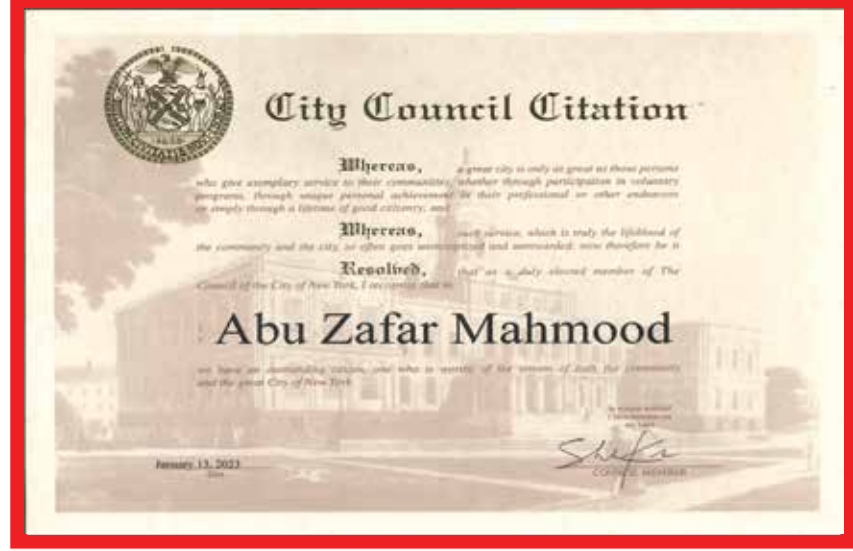 City Council Citation
Whereas, a great city is only as great as those persons
who give exemplary service to their communities, whether through participation in voluntary
programs, through unique personal achievement in their professional or other endeavors
or simply through a lifetime of good citizenry; and
Whereas, such service, which is truly the lifeblood of
the community and the city, so often goes unrecognized and unrewarded; now therefore be it
Resolved, that as a duly elected member of The
Council of the City of New York, I recognize that in
Abu Zafar Mahmood
we have an outstanding citizen, one who is worthy of the esteem of both the community
and the great City of New York
January 13, 2023
Date
COUNCIL MEMBER